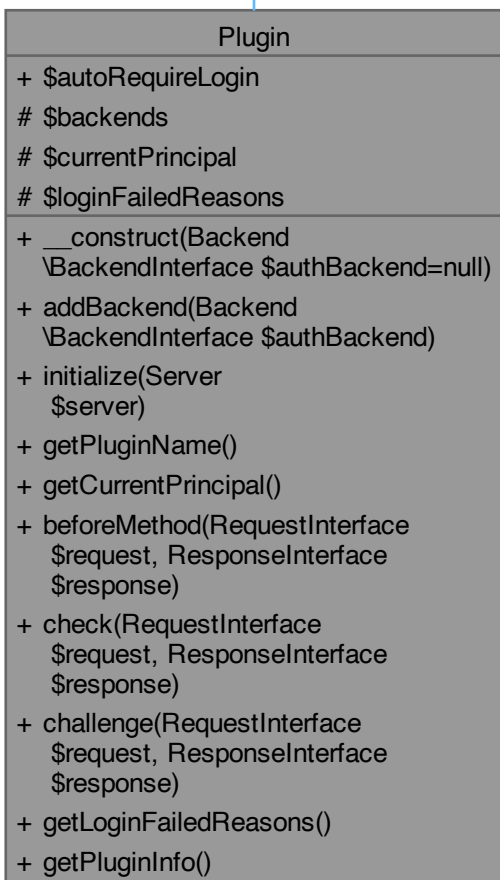 Plugin
+ $autoRequireLogin
# $backends
# $currentPrincipal
# $loginFailedReasons
+ __construct(Backend
\BackendInterface $authBackend=null)
+ addBackend(Backend
\BackendInterface $authBackend)
+ initialize(Server
$server)
+ getPluginName()
+ getCurrentPrincipal()
+ beforeMethod(RequestInterface
$request, ResponseInterface
$response)
+ check(RequestInterface
$request, ResponseInterface
$response)
+ challenge(RequestInterface
$request, ResponseInterface
$response)
+ getLoginFailedReasons()
+ getPluginInfo()